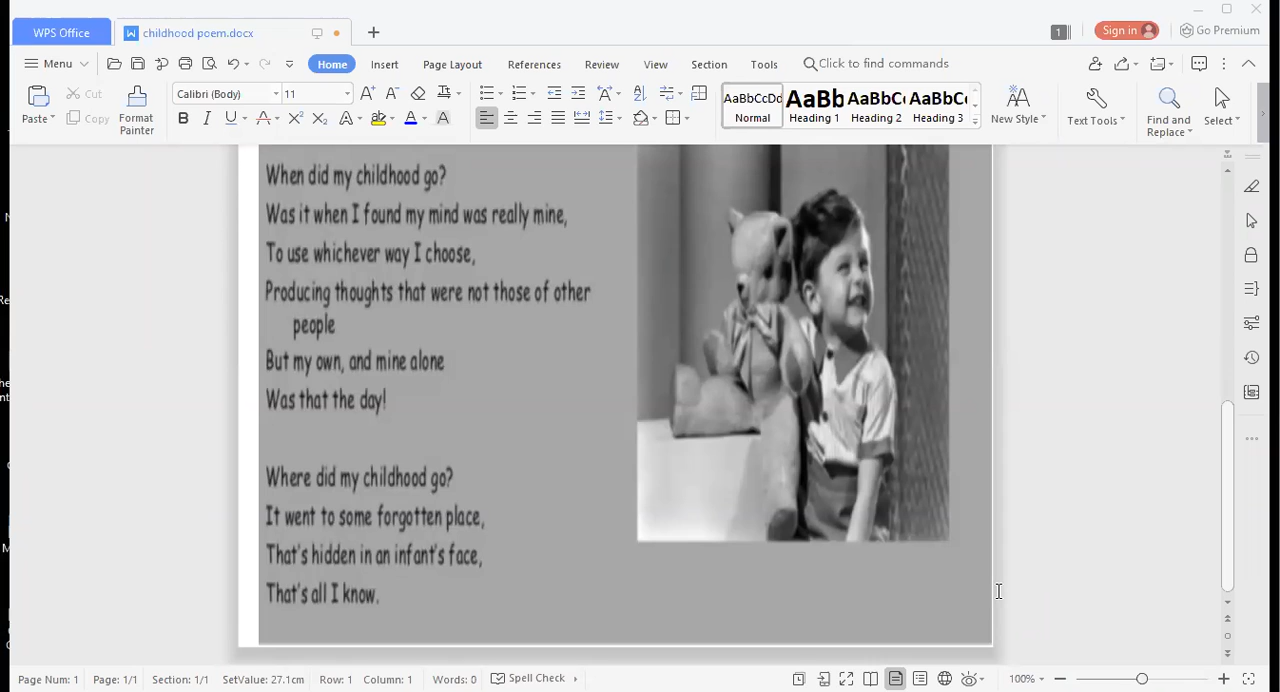 WPS Office
childhood poem.docx
1
Sign in
Go Premium
Menu
Home
Insert
Page Layout
References
Review
View
Section
Tools
Click to find commands
Paste
Cut
Copy
Format Painter
Calibri (Body)
11
AaBbCcDd
Normal
AaBb
Heading 1
AaBbC
Heading 2
AaBbC
Heading 3
New Style
Text Tools
Find and Replace
Select
When did my childhood go?
Was it when I found my mind was really mine,
To use whichever way I choose,
Producing thoughts that were not those of other
people
But my own, and mine alone
Was that the day!
Where did my childhood go?
It went to some forgotten place,
That's hidden in an infant's face,
That's all I know.
Page Num: 1
Page: 1/1
Section: 1/1
SetValue: 27.1cm
Row: 1
Column: 1
Words: 0
Spell Check
100%